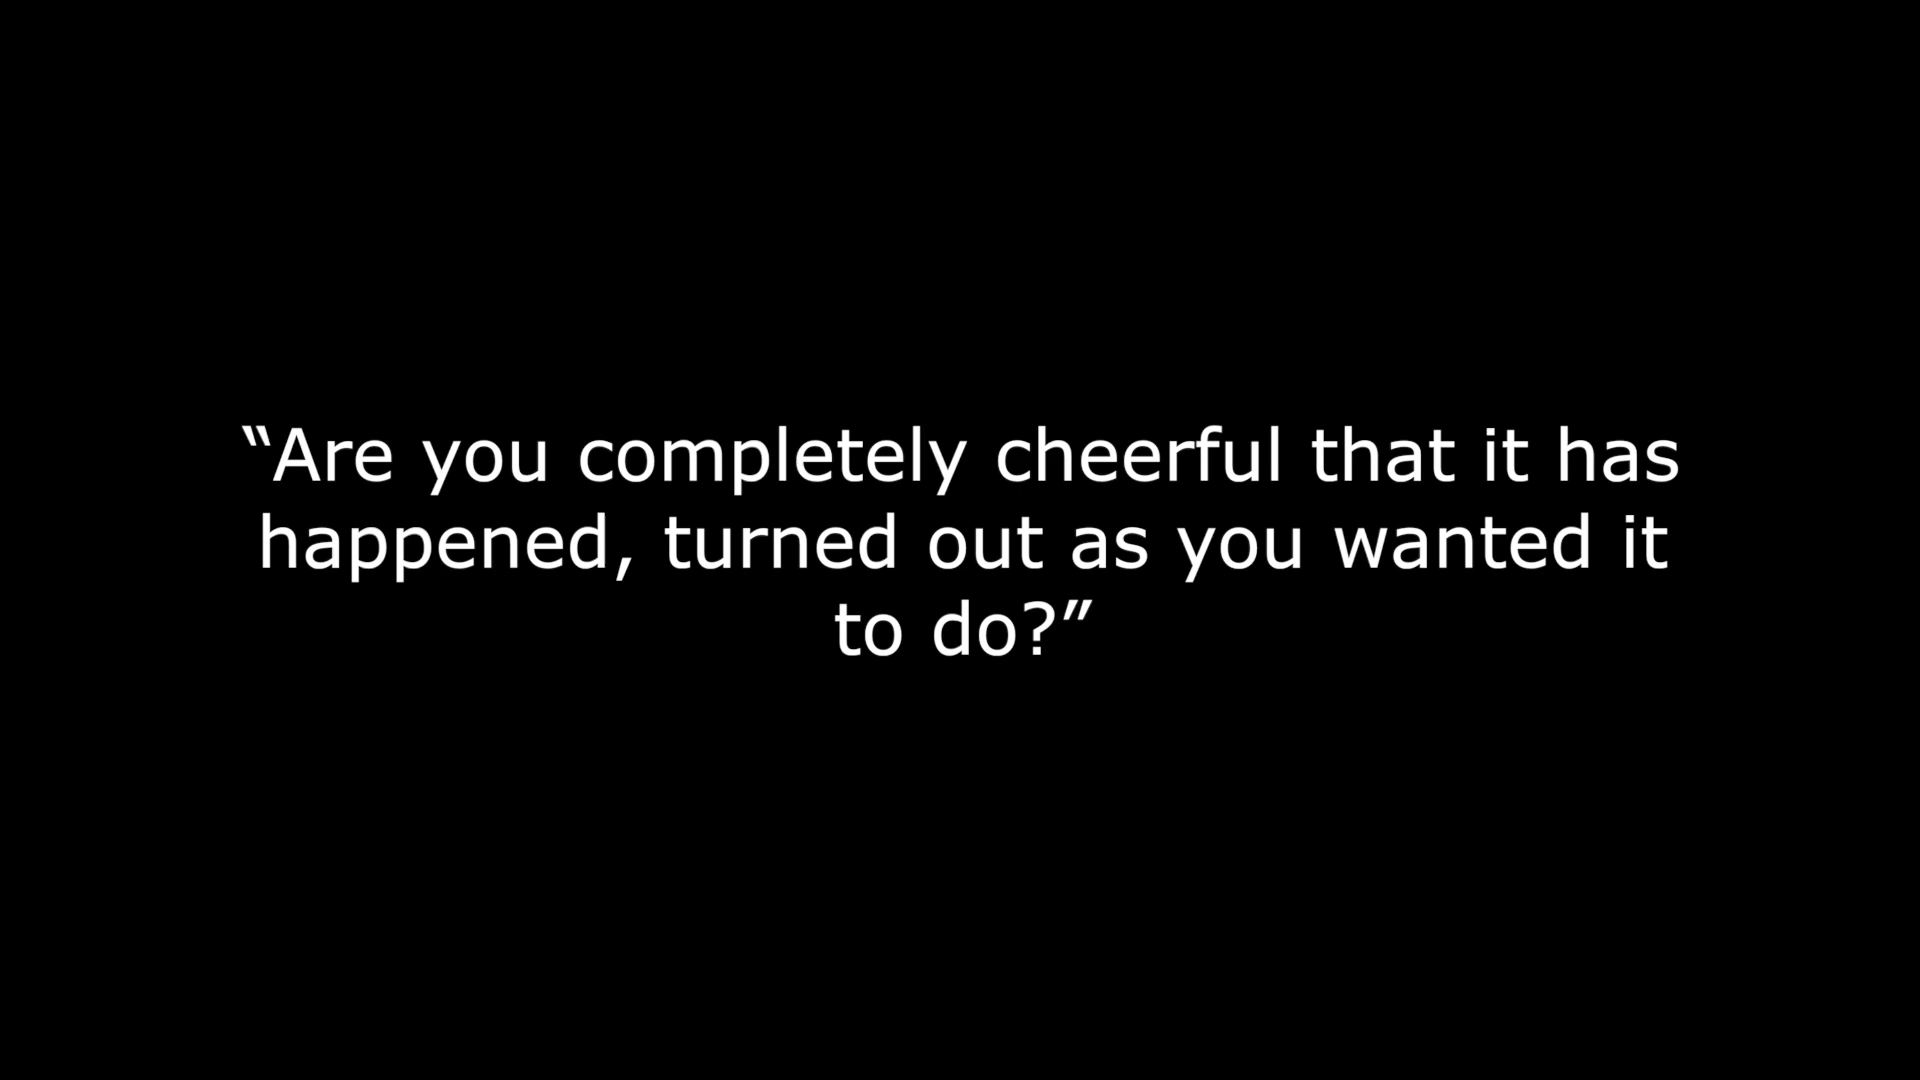 “Are you completely cheerful that it has
happened, turned out as you wanted it
to do?”